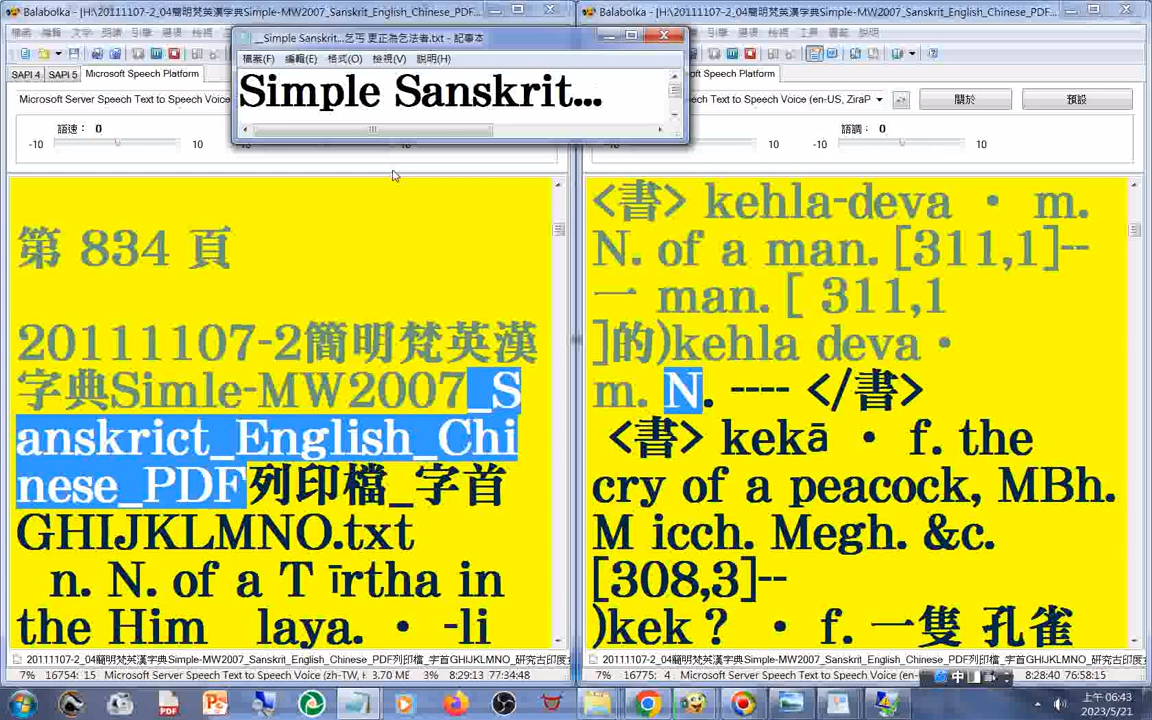 Balabolka - [H:\20111107-2_04簡明梵英漢字典Simple-MW2007_Sanskrit_English_Chinese_PDF...
Balabolka - [H:\20111107-2_04簡明梵英漢字典Simple-MW2007_Sanskrit_English_Chinese_PDF...
__Simple Sanskrit...乞丐 更正為乞法者.txt - 記事本
檔案(F) 編輯(E) 格式(O) 檢視(V) 說明(H)
Simple Sanskrit...
SAPI 4 SAPI 5 Microsoft Speech Platform
Microsoft Server Speech Text to Speech Voice
語速： 0
-10 10
第 834 頁
20111107-2簡明梵英漢
字典Simle-MW2007_S
anskrict_English_Chi
nese_PDF列印檔_字首
GHIJKLMNO.txt
n. N. of a T īrtha in
the Him laya. • -li
20111107-2_04簡明梵英漢字典Simple-MW2007_Sanskrit_English_Chinese_PDF列印檔_字首GHIJKLMNO_研究古印度
7% 16754: 15 Microsoft Server Speech Text to Speech Voice (zh-TW, 3.70 ME 3% 8:29:13 77:34:48
Speech Platform
ech Text to Speech Voice (en-US, ZiraP
關於 預設
語調： 0
10 -10 10
<書> kehla-deva • m.
N. of a man. [311,1]--
一 man. [ 311,1
]的)kehla deva•
m. N. ---- </書>
<書> kekā • f. the
cry of a peacock, MBh.
M icch. Megh. &c.
[308,3]--
)kek？ • f. 一隻 孔雀
20111107-2_04簡明梵英漢字典Simple-MW2007_Sanskrit_English_Chinese_PDF列印檔_字首GHIJKLMNO_研究古印度
7% 16775: 4 Microsoft Server Speech Text to Speech 8:28:40 76:58:15
中
上午 06:43
2023/5/21